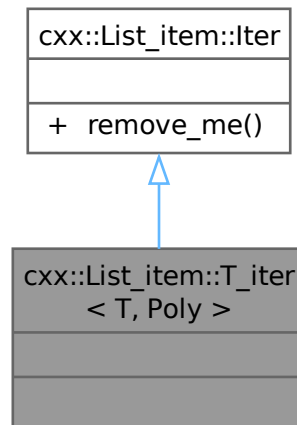 cxx::List_item::Iter
+ remove_me()
cxx::List_item::T_iter
< T, Poly >